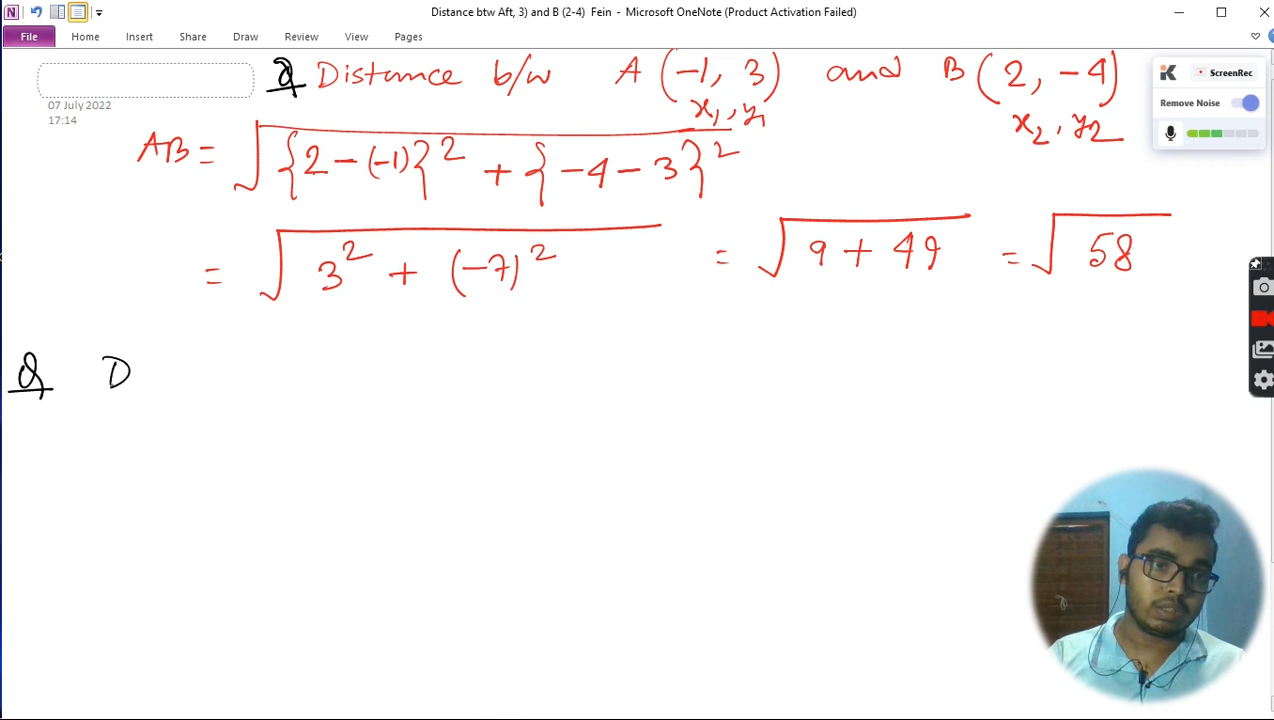 Distance btw Aft, 3) and B (2-4) Fein - Microsoft OneNote (Product Activation Failed)
File Home Insert Share Draw Review View Pages
07 July 2022
17:14
Q Distance b/w A (-1, 3) and B (2, -4)
x₁, y₁ x₂, y₂
AB = √({2-(-1)}² + {-4-3}²)
= √(3² + (-7)²) = √(9 + 49) = √58
Q D
ScreenRec
Remove Noise